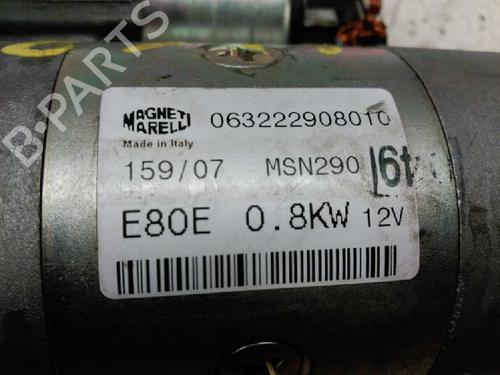 MAGNETI
MARELLI
063222908010
Made in Italy
159/07 MSN290
E80E 0.8KW 12V
B-PARTS